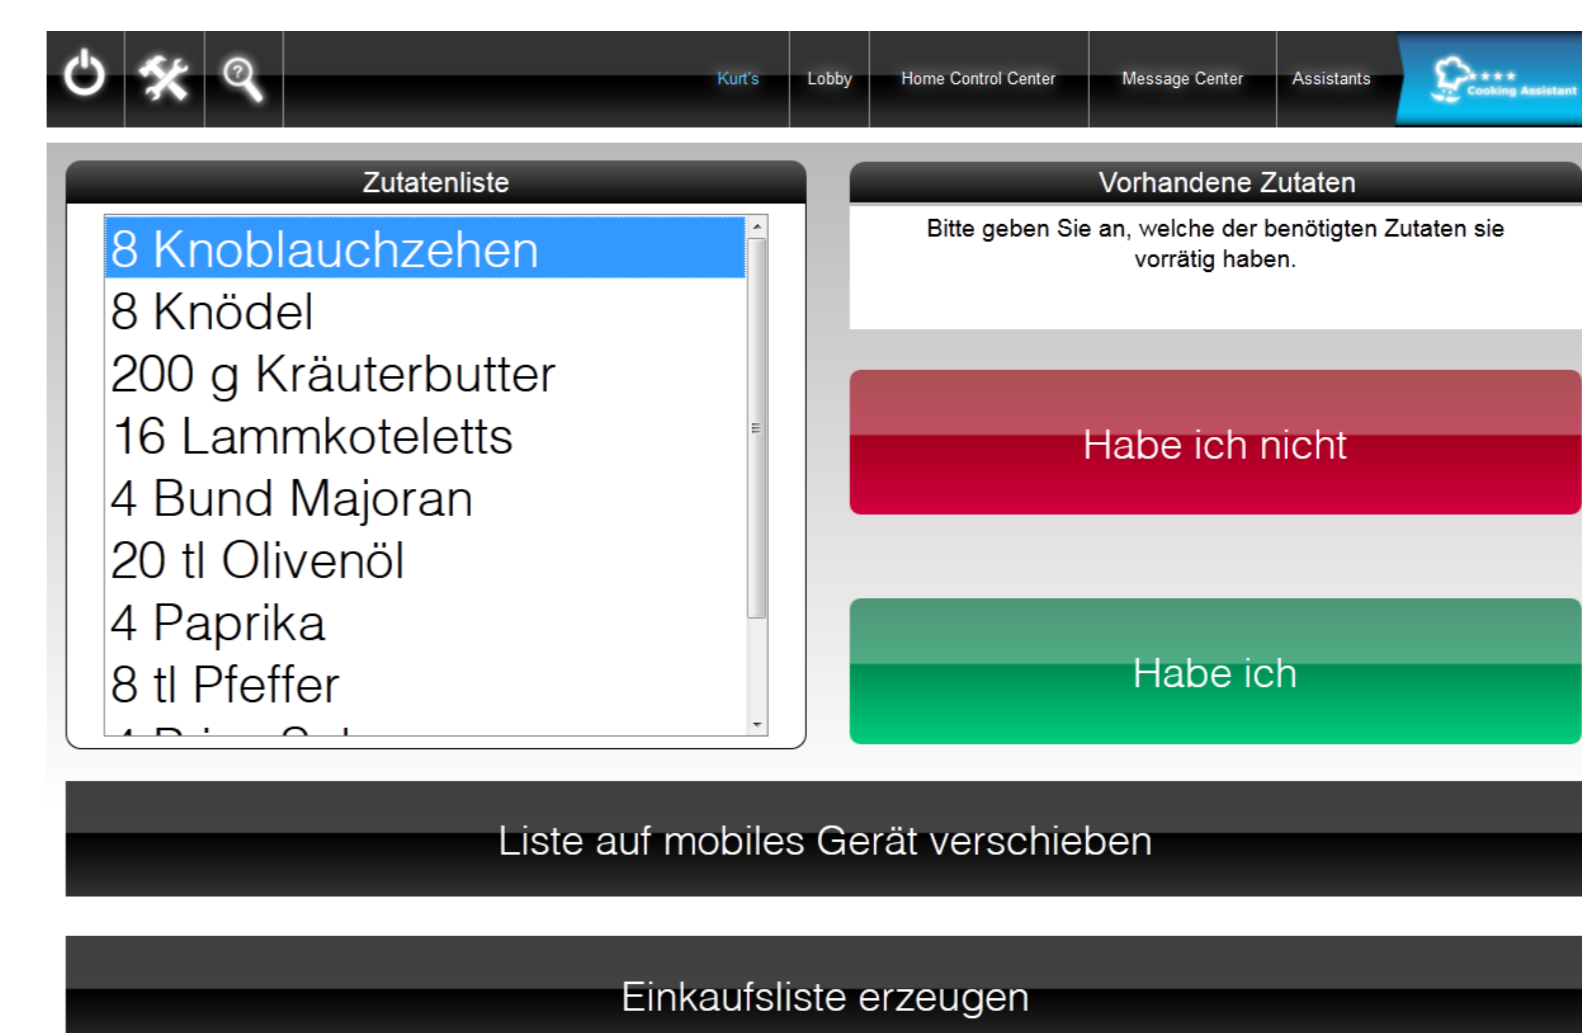 Kurt's
Lobby
Home Control Center
Message Center
Assistants
Cooking Assistant
Zutatenliste
8 Knoblauchzehen
8 Knödel
200 g Kräuterbutter
16 Lammkoteletts
4 Bund Majoran
20 tl Olivenöl
4 Paprika
8 tl Pfeffer
Vorhandene Zutaten
Bitte geben Sie an, welche der benötigten Zutaten sie
vorrätig haben.
Habe ich nicht
Habe ich
Liste auf mobiles Gerät verschieben
Einkaufsliste erzeugen